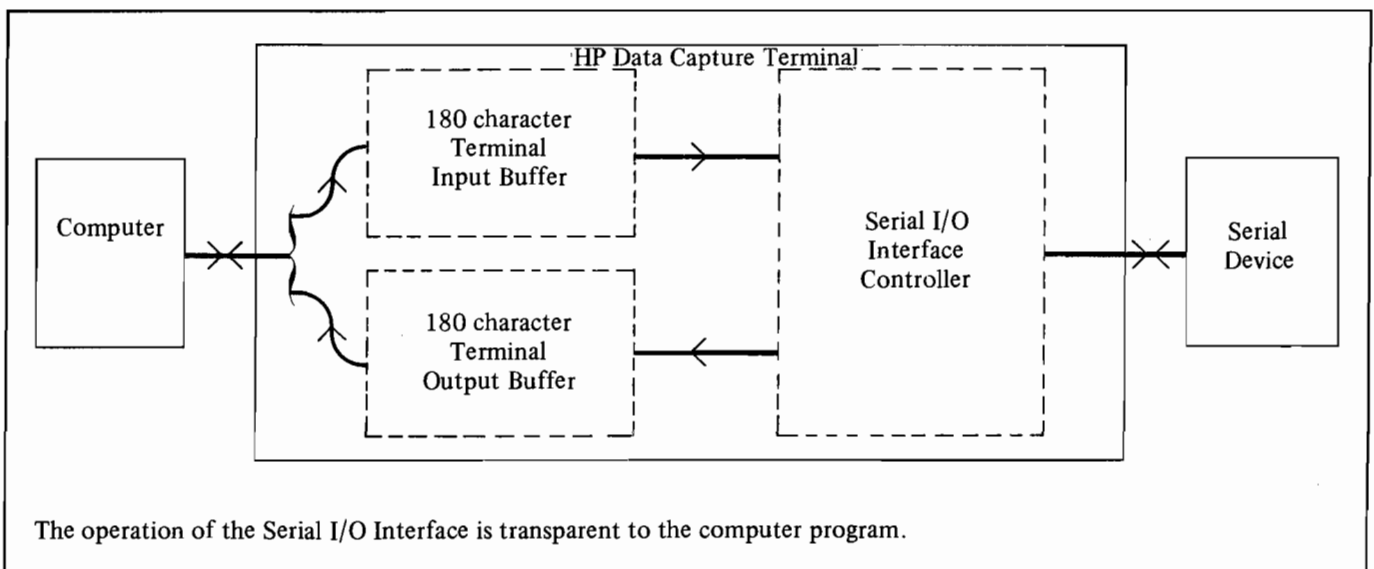 HP Data Capture Terminal
180 character
Terminal
Input Buffer
Computer
Serial I/O
Interface
Controller
Serial
Device
180 character
Terminal
Output Buffer
The operation of the Serial I/O Interface is transparent to the computer program.